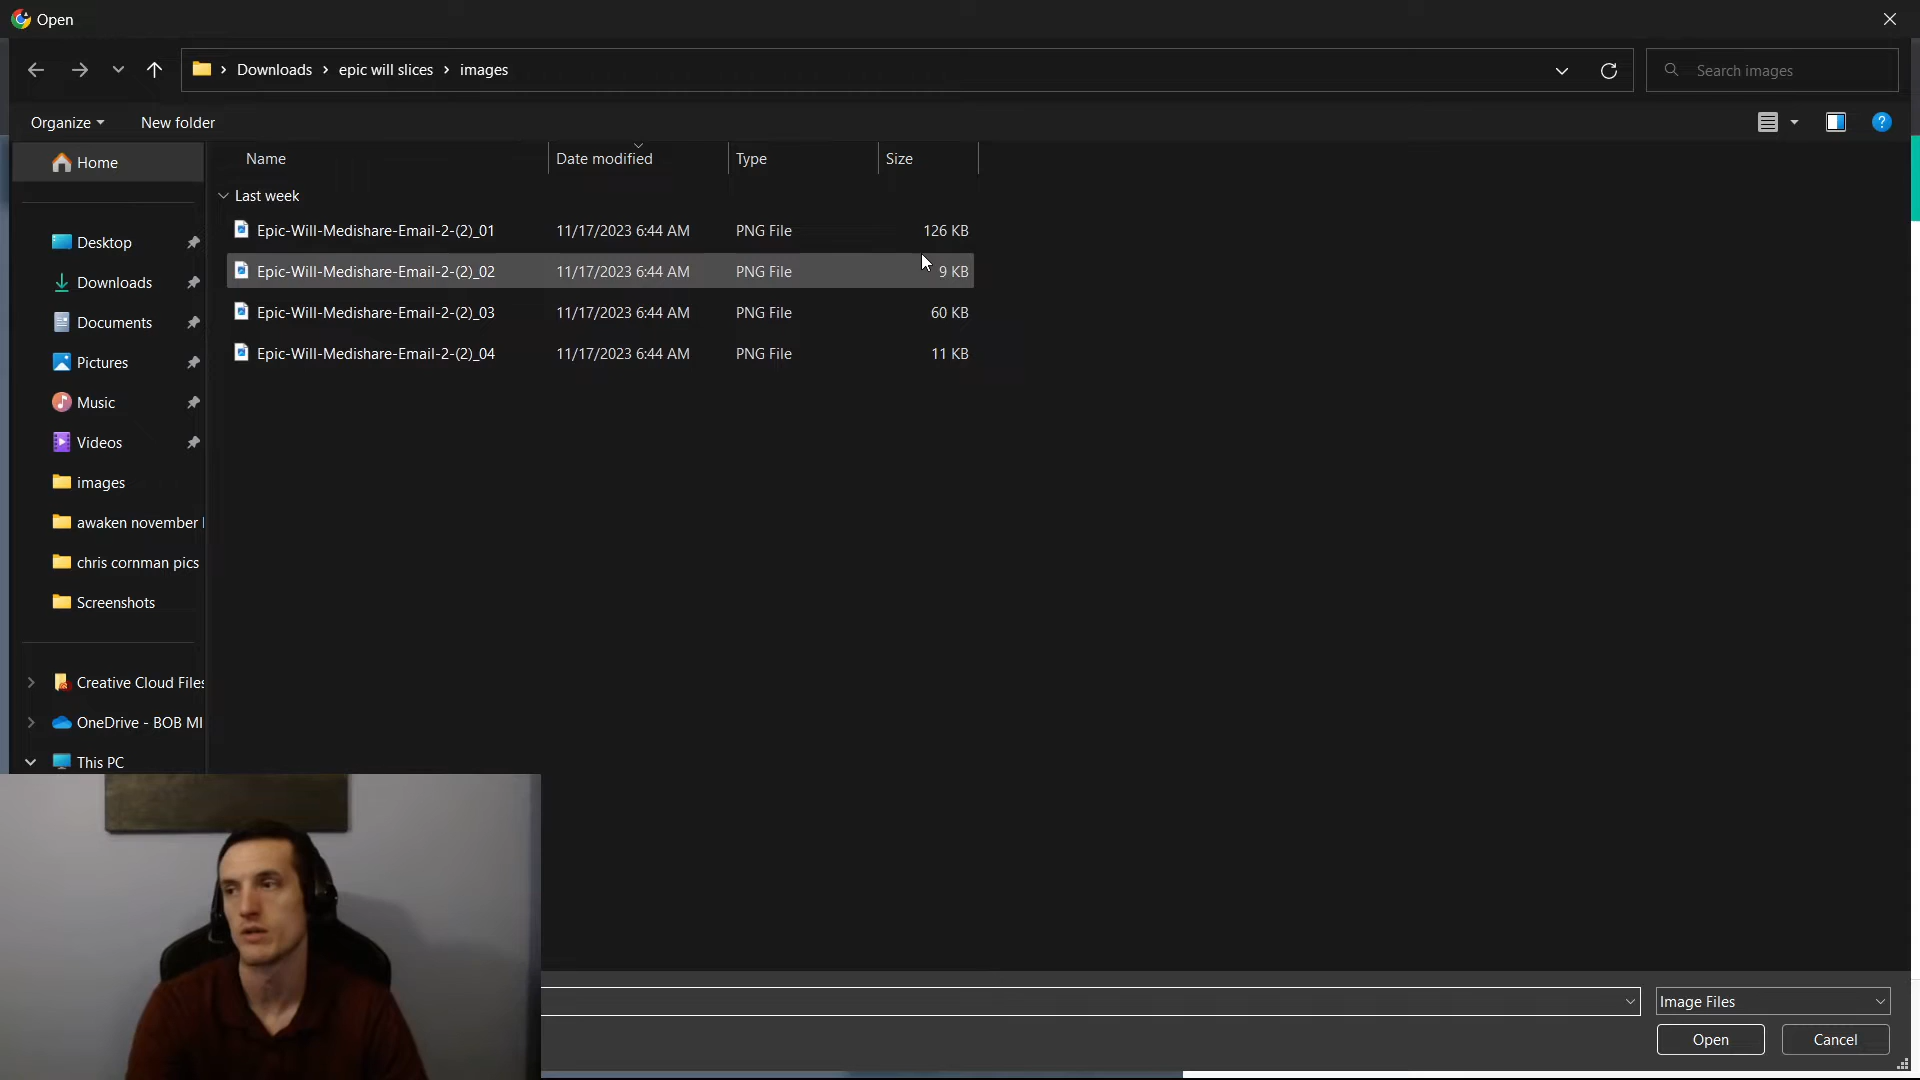 Open
Downloads > epic will slices > images
Search images
Organize
New folder
?
Name
Date modified
Type
Size
Home
Last week
Epic-Will-Medishare-Email-2-(2)_01 11/17/2023 6:44 AM PNG File 126 KB
Epic-Will-Medishare-Email-2-(2)_02 11/17/2023 6:44 AM PNG File 9 KB
Epic-Will-Medishare-Email-2-(2)_03 11/17/2023 6:44 AM PNG File 60 KB
Epic-Will-Medishare-Email-2-(2)_04 11/17/2023 6:44 AM PNG File 11 KB
Desktop
Downloads
Documents
Pictures
Music
Videos
images
awaken november
chris cornman pics
Screenshots
Creative Cloud Files
OneDrive - BOB MI
This PC
Image Files
Open
Cancel